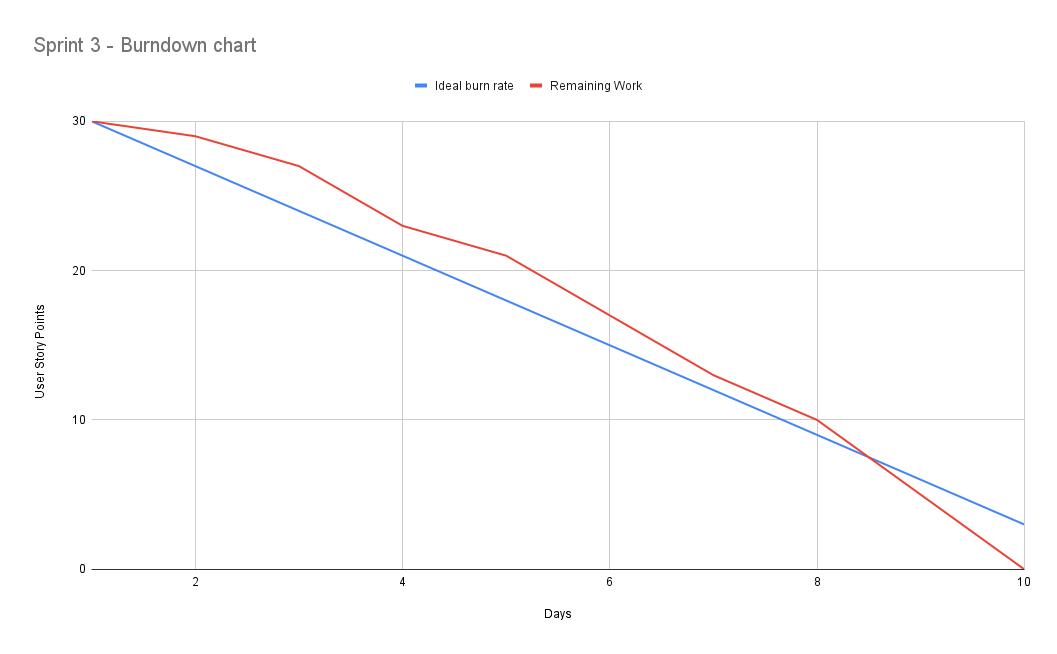 Sprint 3 - Burndown chart
Ideal burn rate
Remaining Work
30
20
10
0
User Story Points
2
4
6
8
10
Days